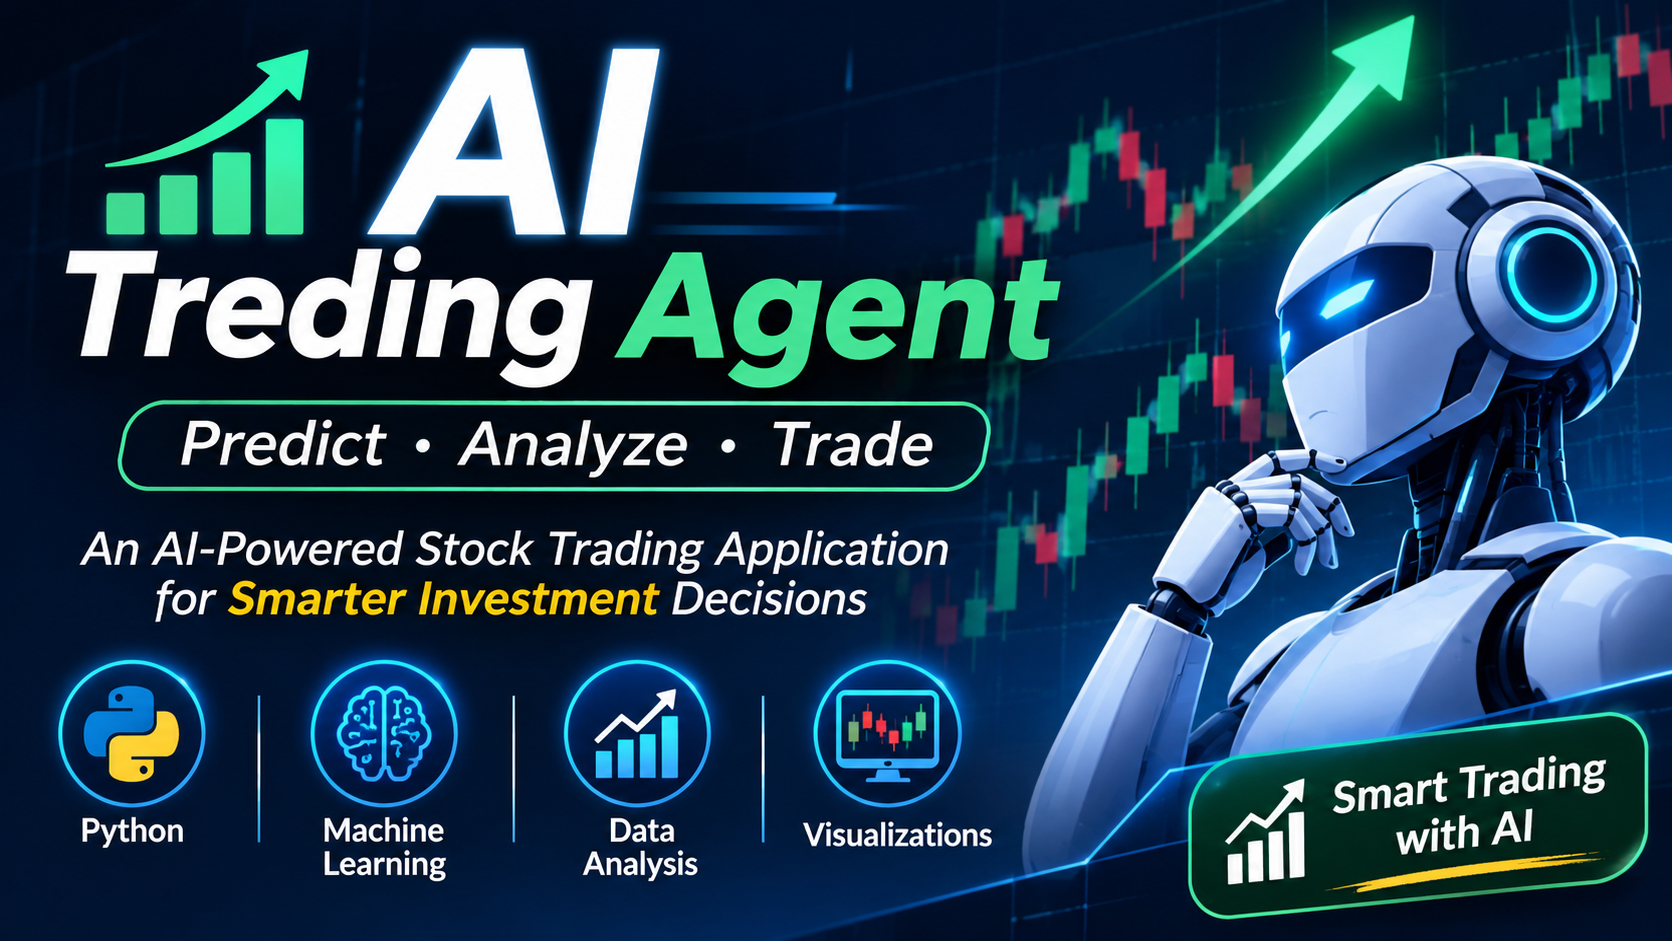 AI
Treding Agent
Predict • Analyze • Trade
An AI-Powered Stock Trading Application
for Smarter Investment Decisions
Python
Machine
Learning
Data
Analysis
Visualizations
Smart Trading
with AI